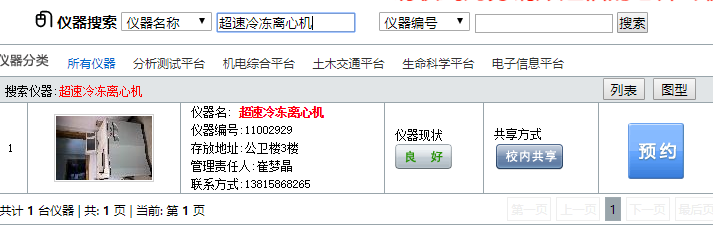 仪器搜索 仪器名称 超速冷冻离心机 仪器编号 搜索
仪器分类 所有仪器 分析测试平台 机电综合平台 土木交通平台 生命科学平台 电子信息平台
搜索仪器:超速冷冻离心机 列表 图型
仪器名: 超速冷冻离心机
仪器编号:11002929
1 存放地址:公卫楼3楼
管理责任人:崔梦晶
联系方式:13815868265
仪器现状
良 好
共享方式
校内共享
预约
共计 1 台仪器 | 共: 1 页 | 当前: 第 1 页 第一页 上一页 1 下一页 最后页